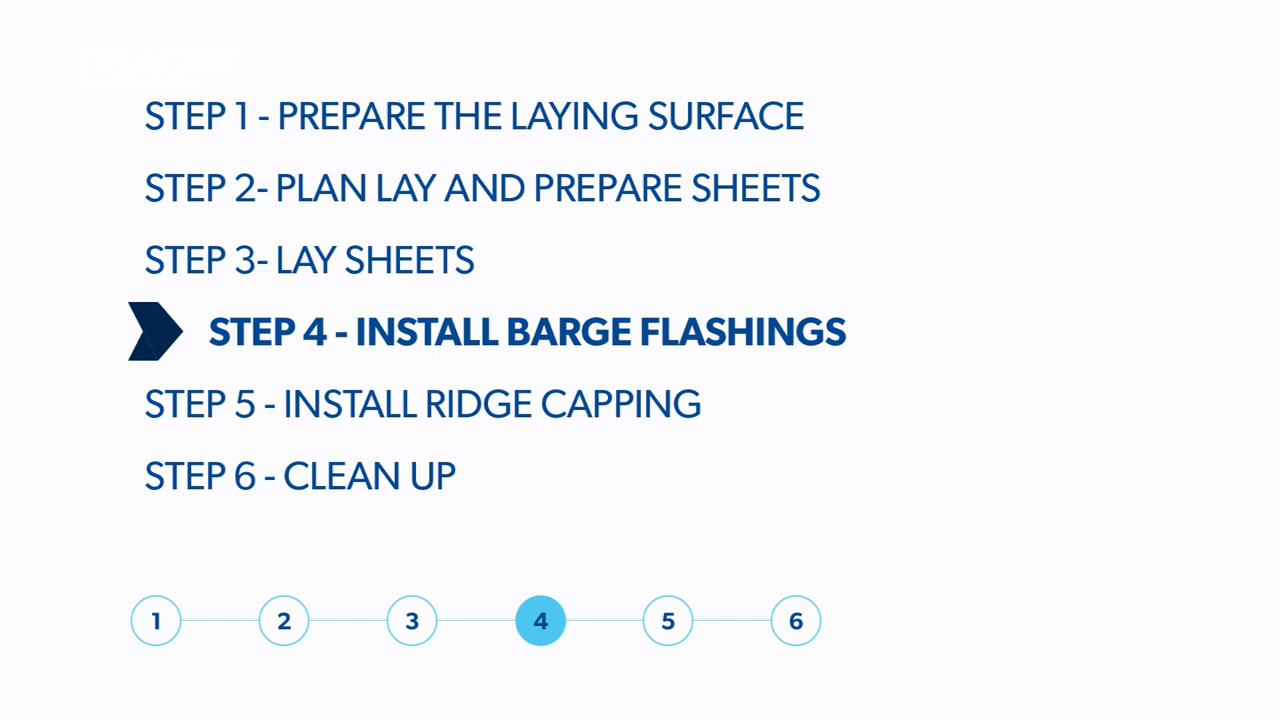 STEP 1 - PREPARE THE LAYING SURFACE
STEP 2- PLAN LAY AND PREPARE SHEETS
STEP 3- LAY SHEETS
STEP 4 - INSTALL BARGE FLASHINGS
STEP 5 - INSTALL RIDGE CAPPING
STEP 6 - CLEAN UP
1 2 3 4 5 6